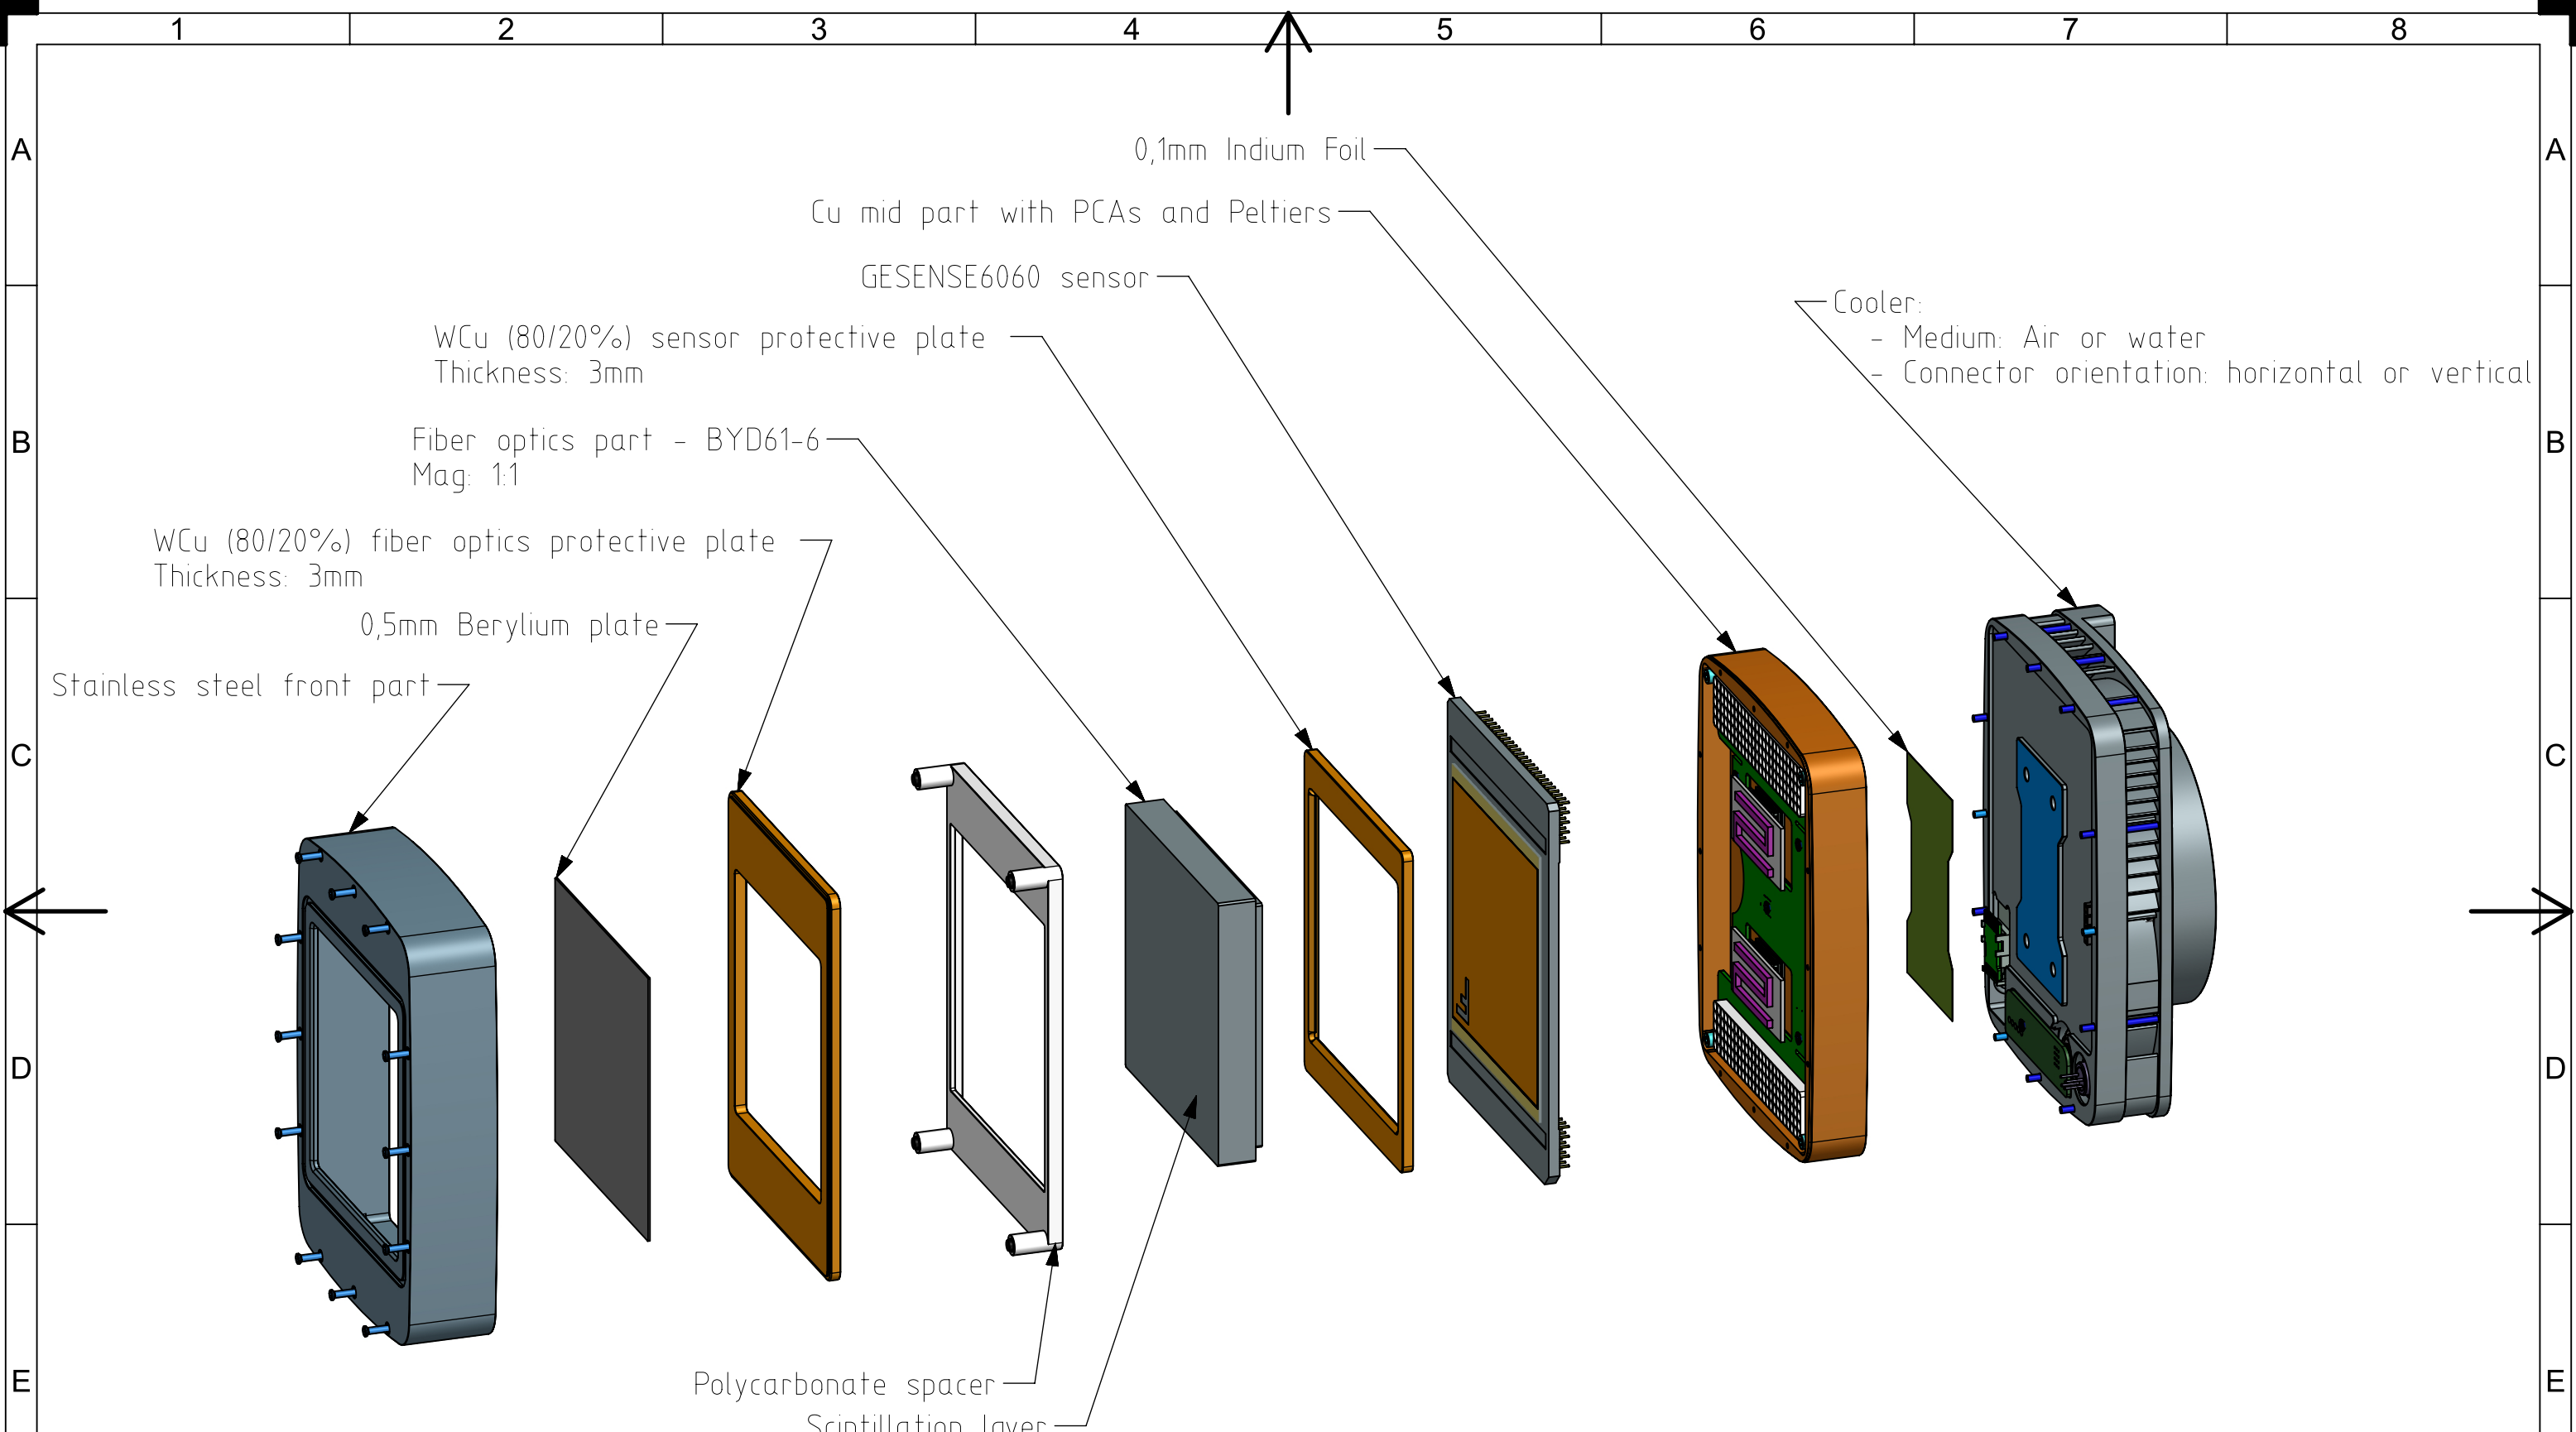 1 2 3 4 5 6 7 8
A A
0,1mm Indium Foil
Cu mid part with PCAs and Peltiers
GESENSE6060 sensor
Cooler:
- Medium: Air or water
- Connector orientation: horizontal or vertical
WCu (80/20%) sensor protective plate
Thickness: 3mm
B B
Fiber optics part - BYD61-6
Mag: 1:1
WCu (80/20%) fiber optics protective plate
Thickness: 3mm
0,5mm Berylium plate
Stainless steel front part
C C
D D
E E
Polycarbonate spacer
Scintillation layer